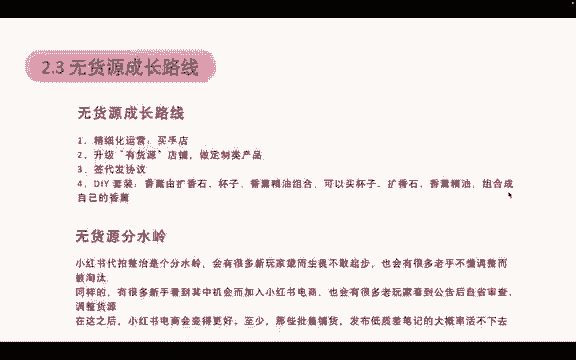 2.3 无货源成长路线
无货源成长路线
1. 精细化运营：买手店
2. 升级“有货源”店铺，做定制类产品
3. 签代发协议
4. DIY 套装：香薰由扩香石、杯子、香薰精油组合，可以买杯子、扩香石、香薰精油，组合成
自己的香薰
无货源分水岭
小红书代拍整治是个分水岭，会有很多新玩家望而生畏不敢起步，也会有很多老手不懂调整而
被淘汰
同样的，有很多新手看到其中机会而加入小红书电商，也会有很多老玩家看到公告后自省审查，
调整货源
在这之后，小红书电商会变得更好；至少，那些批量铺货，发布低质差笔记的大概率活不下去